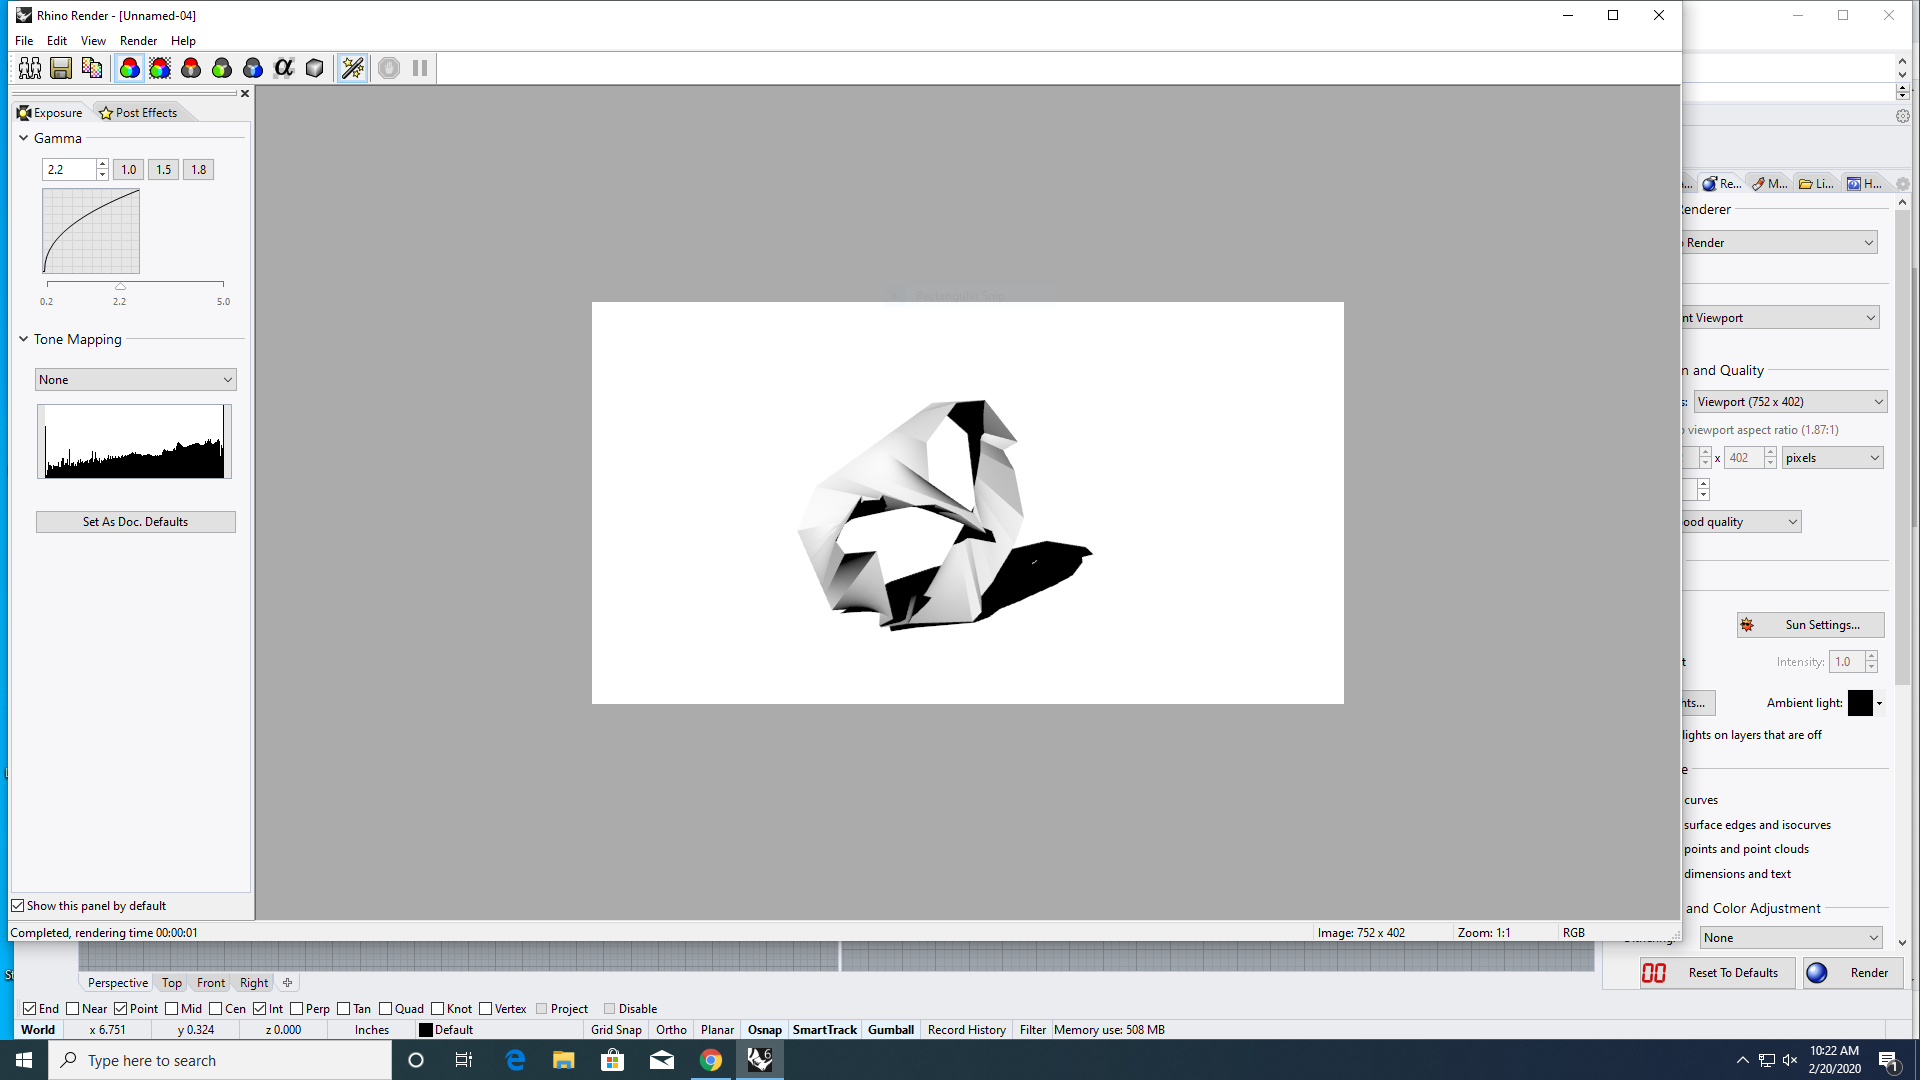 Rhino Render - [Unnamed-04]
File Edit View Render Help
α
Exposure Post Effects
Gamma
2.2 1.0 1.5 1.8
0.2 2.2 5.0
Tone Mapping
None
Set As Doc. Defaults
Show this panel by default
Completed, rendering time 00:00:01
Image: 752 x 402 Zoom: 1:1 RGB
Rectangular Snip
Re... M... Li... H...
Render
Viewport
n and Quality
Viewport (752 x 402)
viewport aspect ratio (1.87:1)
x 402 pixels
ood quality
Sun Settings...
Intensity: 1.0
Ambient light:
lights on layers that are off
curves
surface edges and isocurves
points and point clouds
dimensions and text
and Color Adjustment
None
Reset To Defaults Render
Perspective Top Front Right
End Near Point Mid Cen Int Perp Tan Quad Knot Vertex Project Disable
World x 6.751 y 0.324 z 0.000 Inches Default Grid Snap Ortho Planar Osnap SmartTrack Gumball Record History Filter Memory use: 508 MB
Type here to search
6
10:22 AM
2/20/2020
1